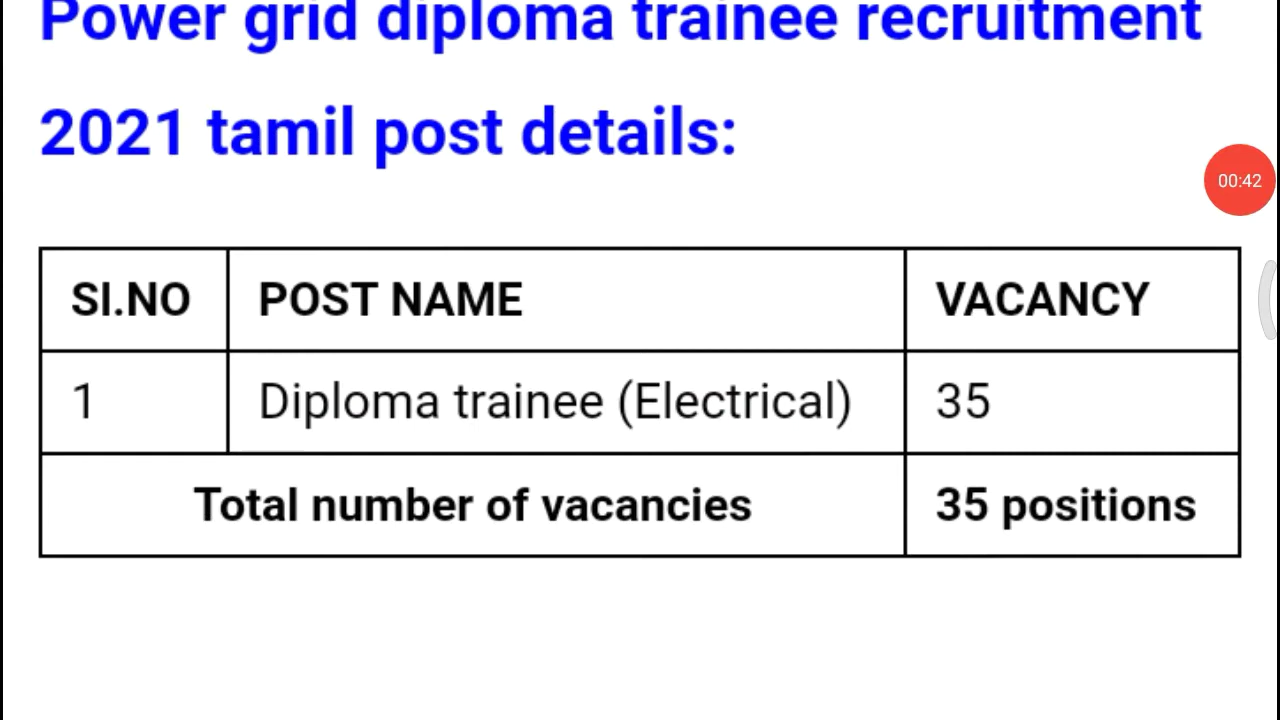 Power grid diploma trainee recruitment
2021 tamil post details:
00:42
SI.NO POST NAME VACANCY
1 Diploma trainee (Electrical) 35
Total number of vacancies 35 positions